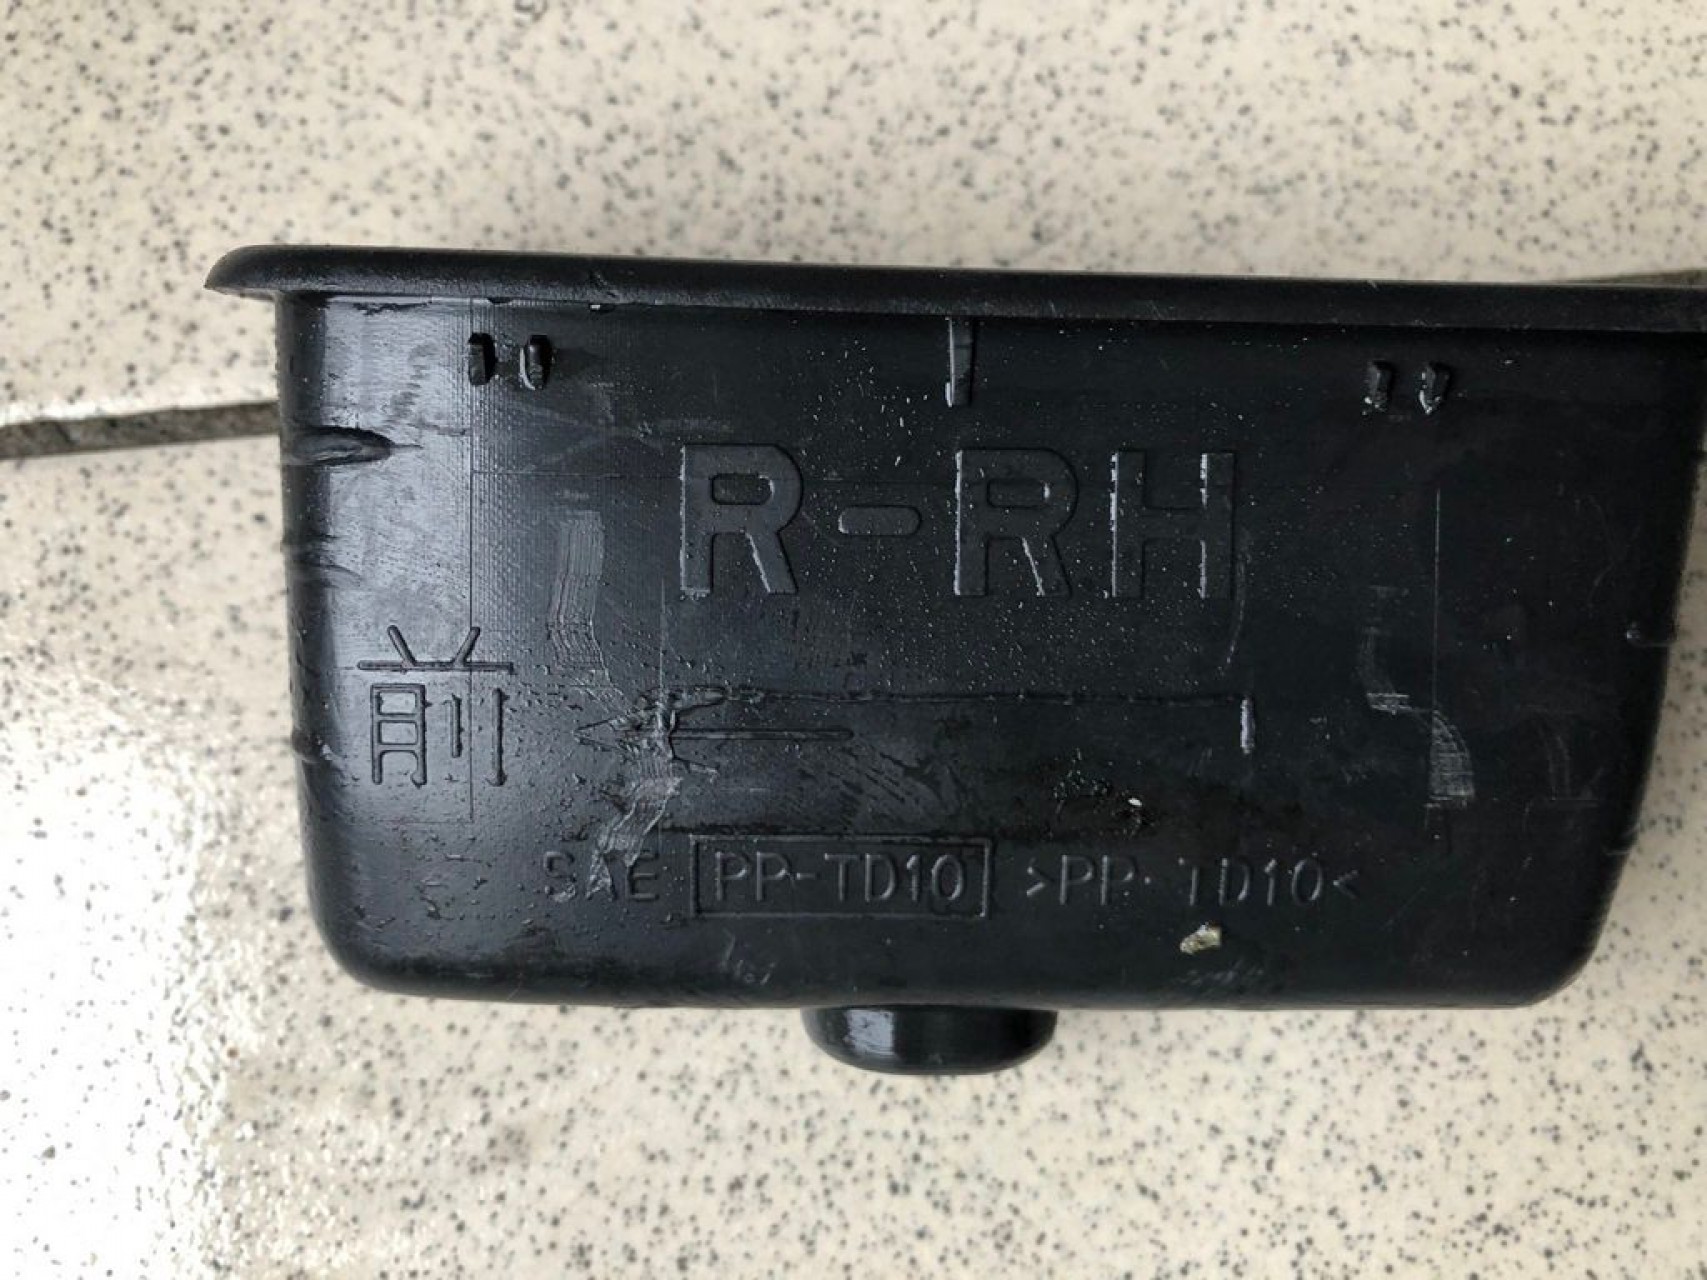 R-RH
前 ←
SAE PP-TD10 >PP-TD10<